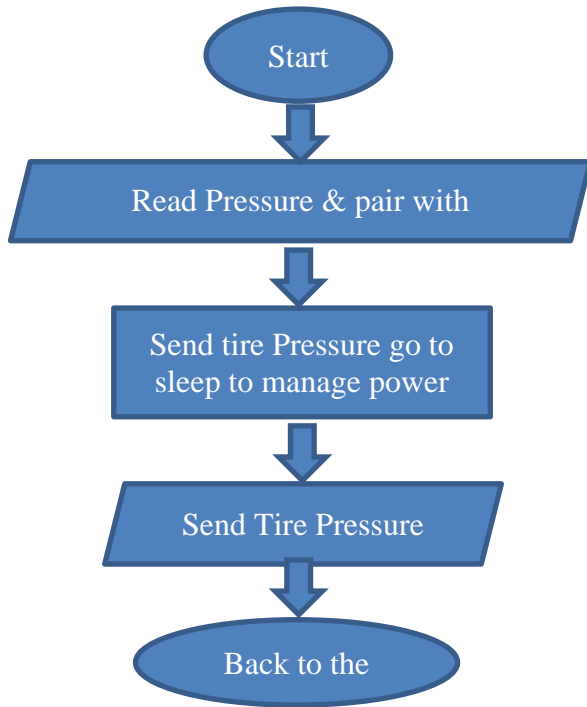 Start
Read Pressure & pair with
Send tire Pressure go to
sleep to manage power
Send Tire Pressure
Back to the